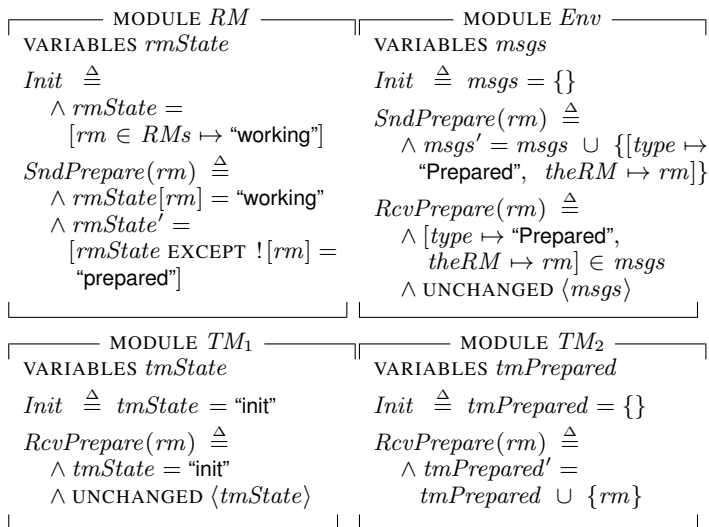 MODULE RM
VARIABLES rmState
Init ≜
∧ rmState =
[rm ∈ RMs ↦ “working”]
SndPrepare(rm) ≜
∧ rmState[rm] = “working”
∧ rmState′ =
[rmState EXCEPT ![rm] =
“prepared”]
MODULE Env
VARIABLES msgs
Init ≜ msgs = {}
SndPrepare(rm) ≜
∧ msgs′ = msgs ∪ {[type ↦
“Prepared”, theRM ↦ rm]}
RcvPrepare(rm) ≜
∧ [type ↦ “Prepared”,
theRM ↦ rm] ∈ msgs
∧ UNCHANGED ⟨msgs⟩
MODULE TM₁
VARIABLES tmState
Init ≜ tmState = “init”
RcvPrepare(rm) ≜
∧ tmState = “init”
∧ UNCHANGED ⟨tmState⟩
MODULE TM₂
VARIABLES tmPrepared
Init ≜ tmPrepared = {}
RcvPrepare(rm) ≜
∧ tmPrepared′ =
tmPrepared ∪ {rm}